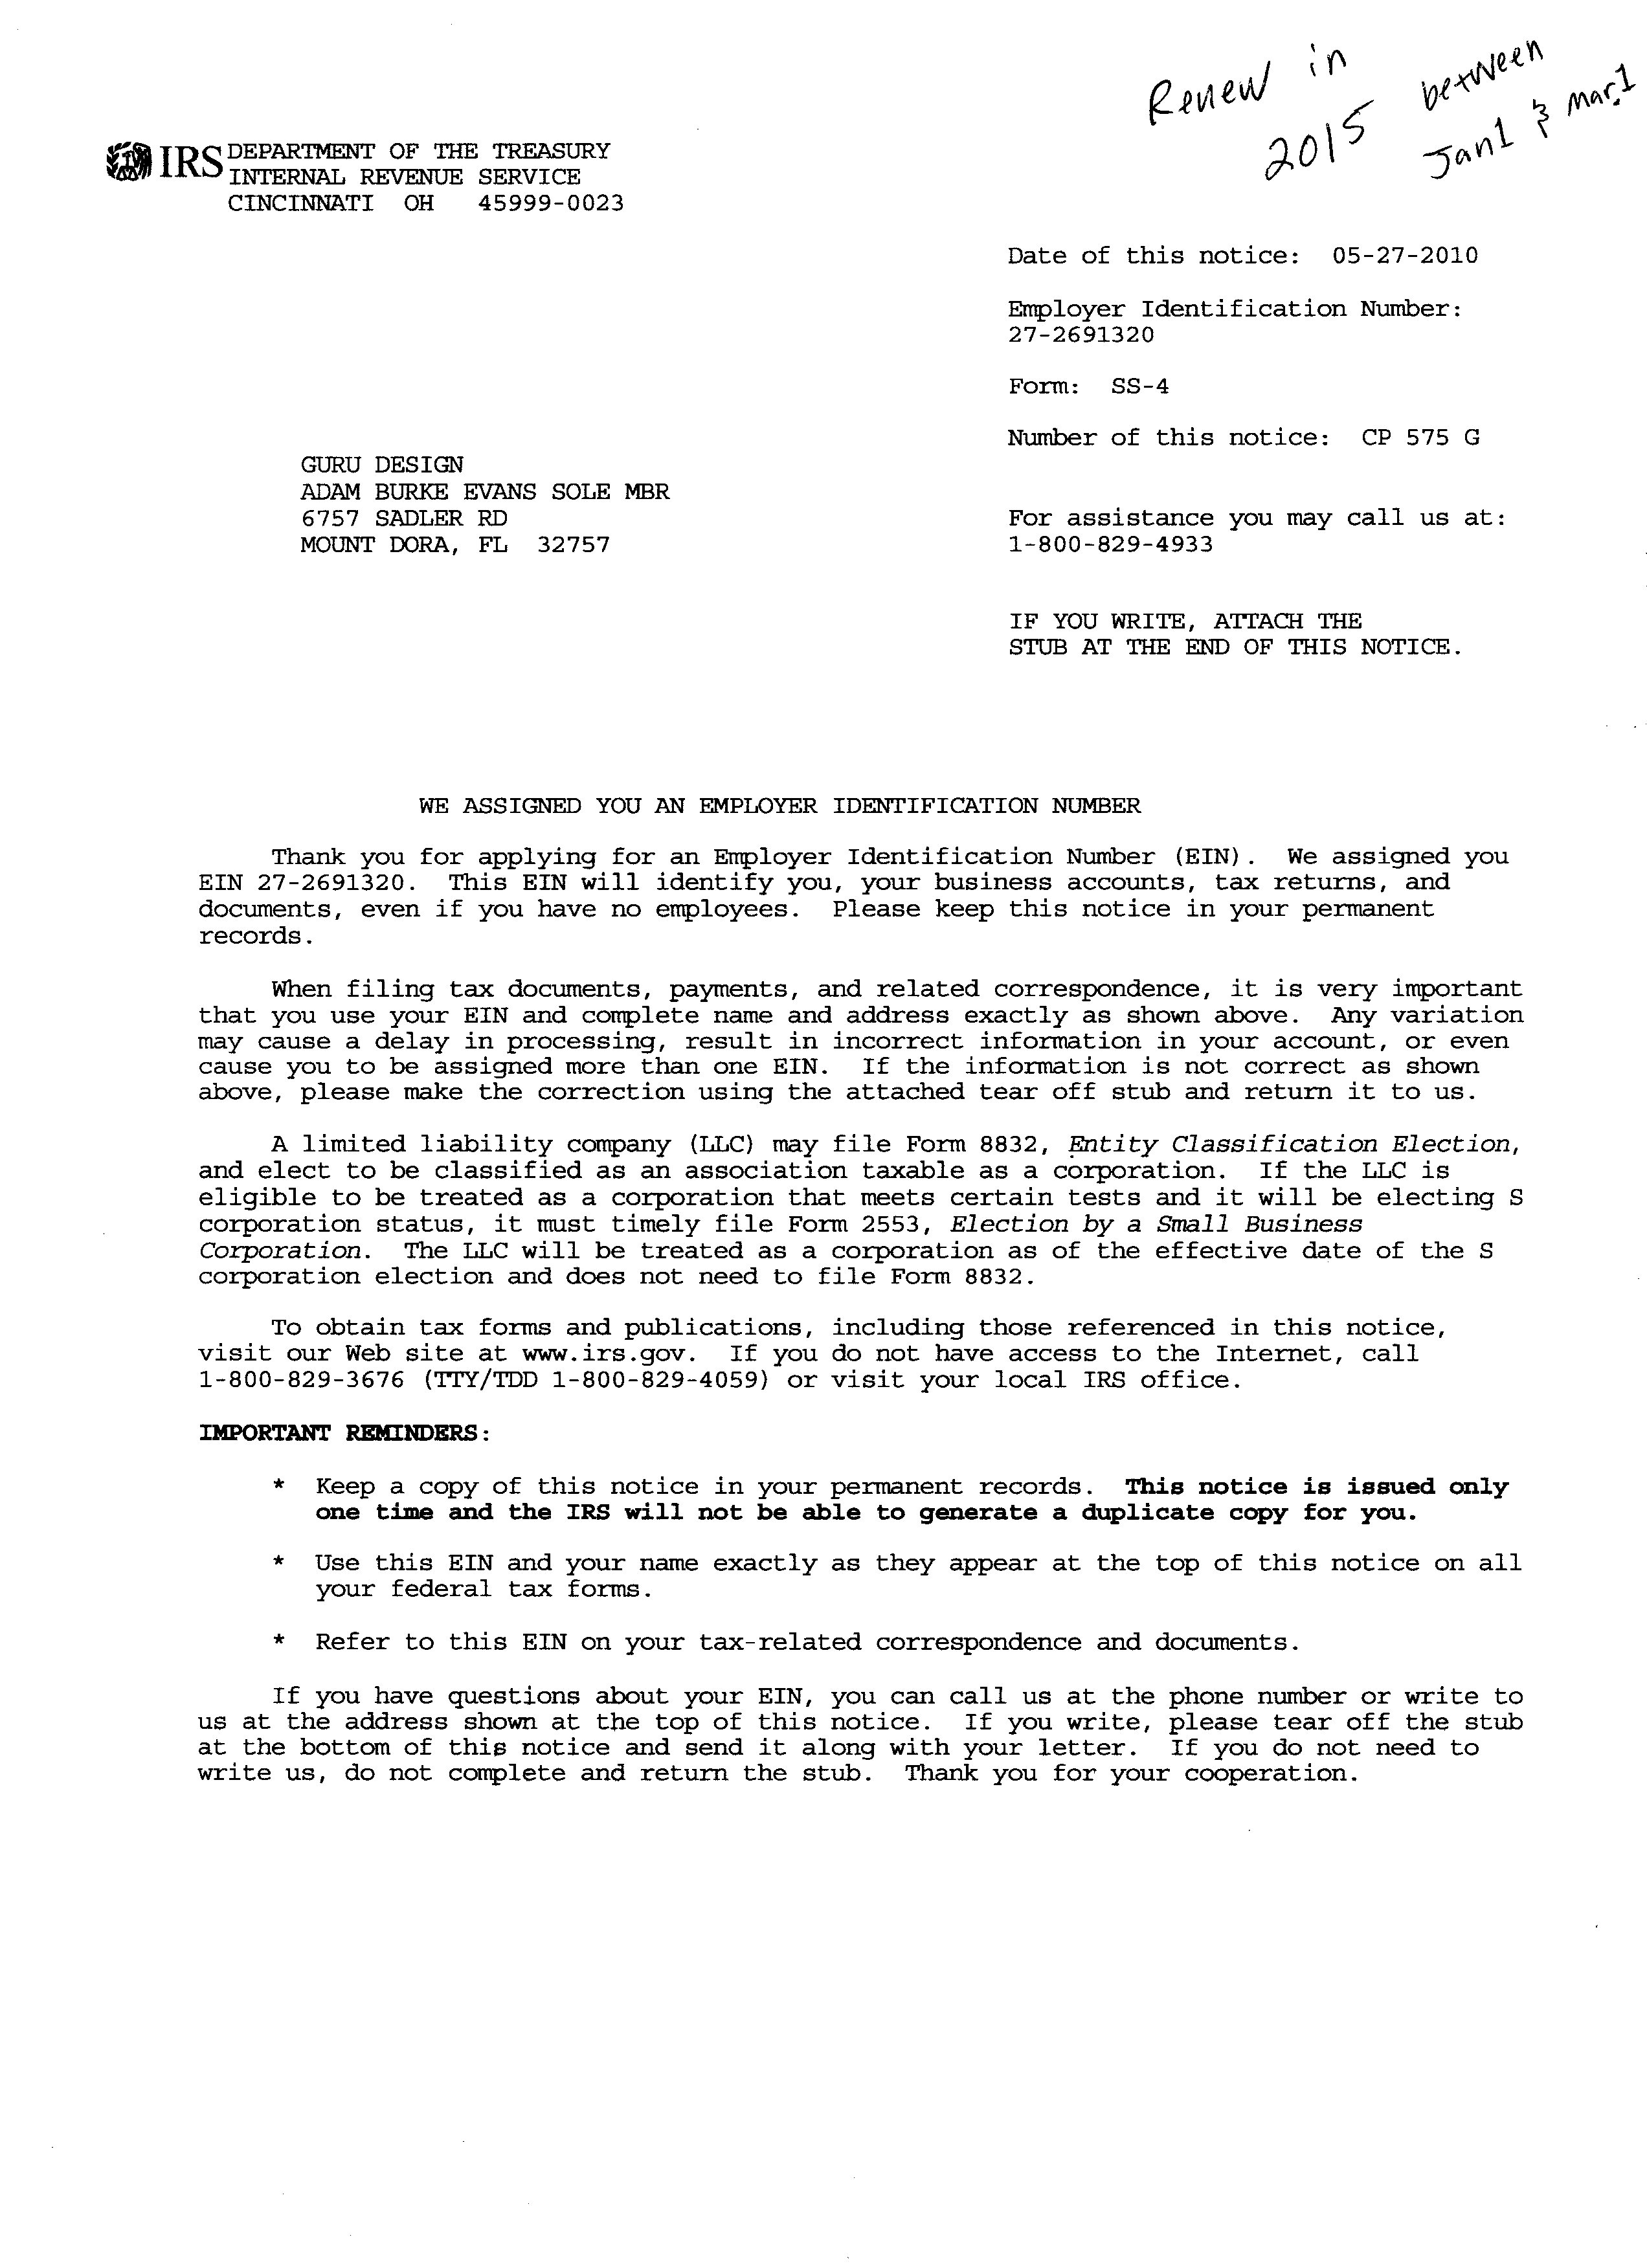 Renew in
2015 between
Jan 1 & Mar. 1
IRS DEPARTMENT OF THE TREASURY
INTERNAL REVENUE SERVICE
CINCINNATI OH 45999-0023
Date of this notice: 05-27-2010
Employer Identification Number:
27-2691320
Form: SS-4
Number of this notice: CP 575 G
GURU DESIGN
ADAM BURKE EVANS SOLE MBR
6757 SADLER RD
MOUNT DORA, FL 32757
For assistance you may call us at:
1-800-829-4933
IF YOU WRITE, ATTACH THE
STUB AT THE END OF THIS NOTICE.
WE ASSIGNED YOU AN EMPLOYER IDENTIFICATION NUMBER
Thank you for applying for an Employer Identification Number (EIN). We assigned you
EIN 27-2691320. This EIN will identify you, your business accounts, tax returns, and
documents, even if you have no employees. Please keep this notice in your permanent
records.
When filing tax documents, payments, and related correspondence, it is very important
that you use your EIN and complete name and address exactly as shown above. Any variation
may cause a delay in processing, result in incorrect information in your account, or even
cause you to be assigned more than one EIN. If the information is not correct as shown
above, please make the correction using the attached tear off stub and return it to us.
A limited liability company (LLC) may file Form 8832, Entity Classification Election,
and elect to be classified as an association taxable as a corporation. If the LLC is
eligible to be treated as a corporation that meets certain tests and it will be electing S
corporation status, it must timely file Form 2553, Election by a Small Business
Corporation. The LLC will be treated as a corporation as of the effective date of the S
corporation election and does not need to file Form 8832.
To obtain tax forms and publications, including those referenced in this notice,
visit our Web site at www.irs.gov. If you do not have access to the Internet, call
1-800-829-3676 (TTY/TDD 1-800-829-4059) or visit your local IRS office.
IMPORTANT REMINDERS:
* Keep a copy of this notice in your permanent records. This notice is issued only
one time and the IRS will not be able to generate a duplicate copy for you.
* Use this EIN and your name exactly as they appear at the top of this notice on all
your federal tax forms.
* Refer to this EIN on your tax-related correspondence and documents.
If you have questions about your EIN, you can call us at the phone number or write to
us at the address shown at the top of this notice. If you write, please tear off the stub
at the bottom of this notice and send it along with your letter. If you do not need to
write us, do not complete and return the stub. Thank you for your cooperation.